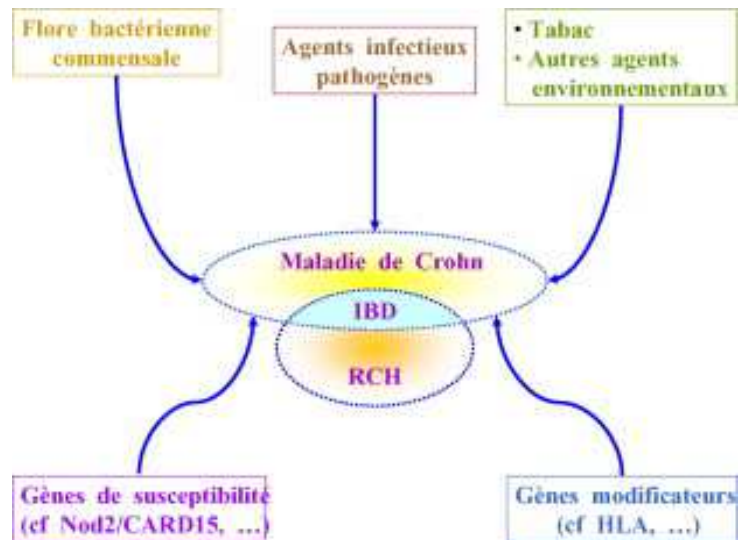 Flore bactérienne
commensale
Agents infectieux
pathogènes
• Tabac
• Autres agents
environnementaux
Maladie de Crohn
IBD
RCH
Gènes de susceptibilité
(cf Nod2/CARD15, ...)
Gènes modificateurs
(cf HLA, ...)